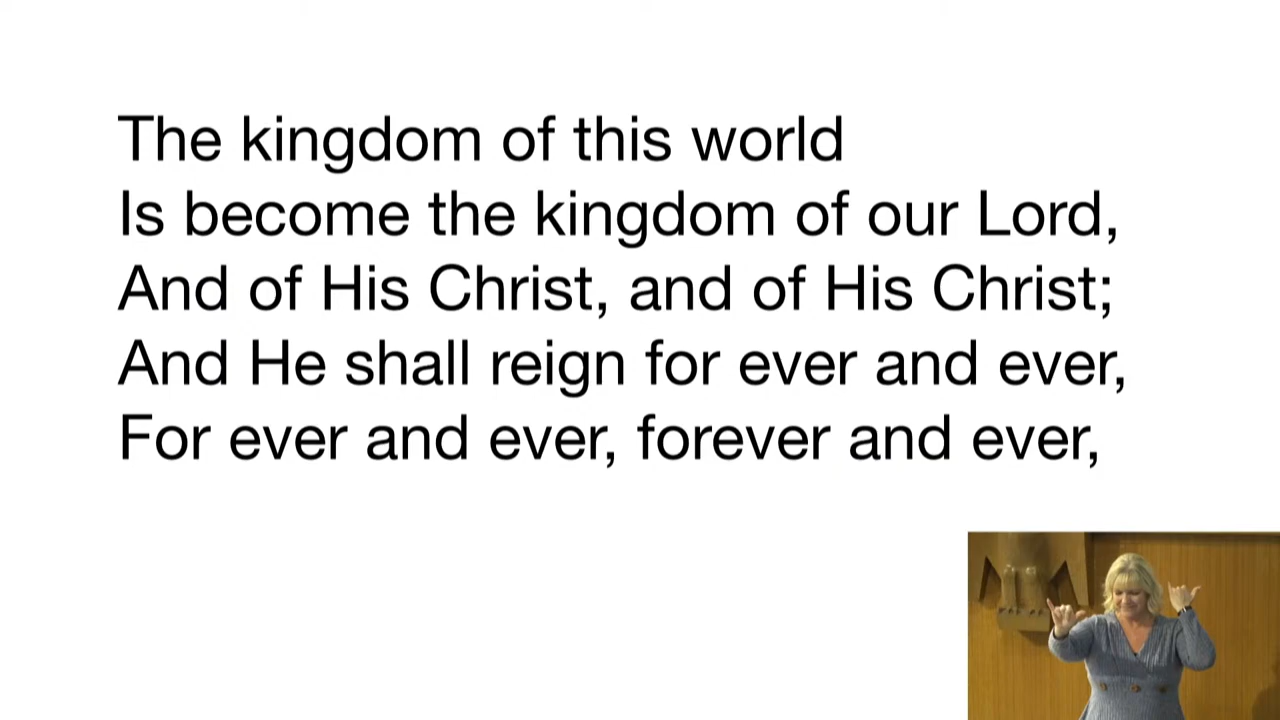 The kingdom of this world
Is become the kingdom of our Lord,
And of His Christ, and of His Christ;
And He shall reign for ever and ever,
For ever and ever, forever and ever,